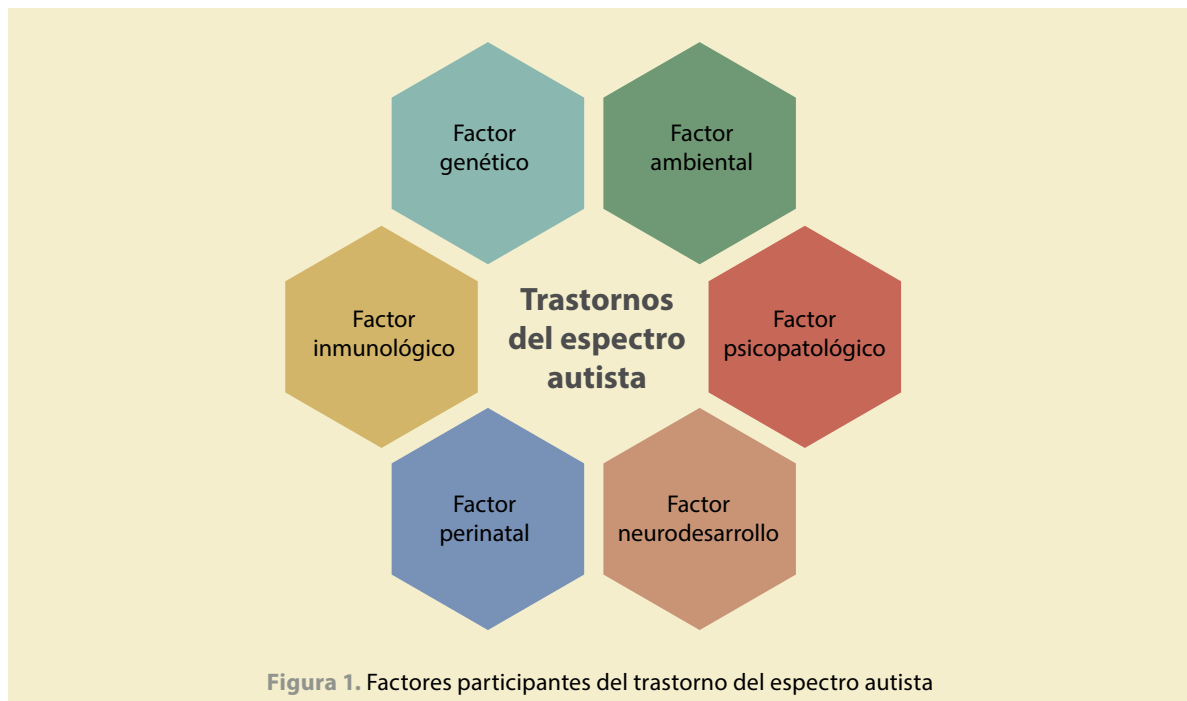 Factor
genético
Factor
ambiental
Factor
inmunológico
Trastornos
del espectro
autista
Factor
psicopatológico
Factor
perinatal
Factor
neurodesarrollo
Figura 1. Factores participantes del trastorno del espectro autista